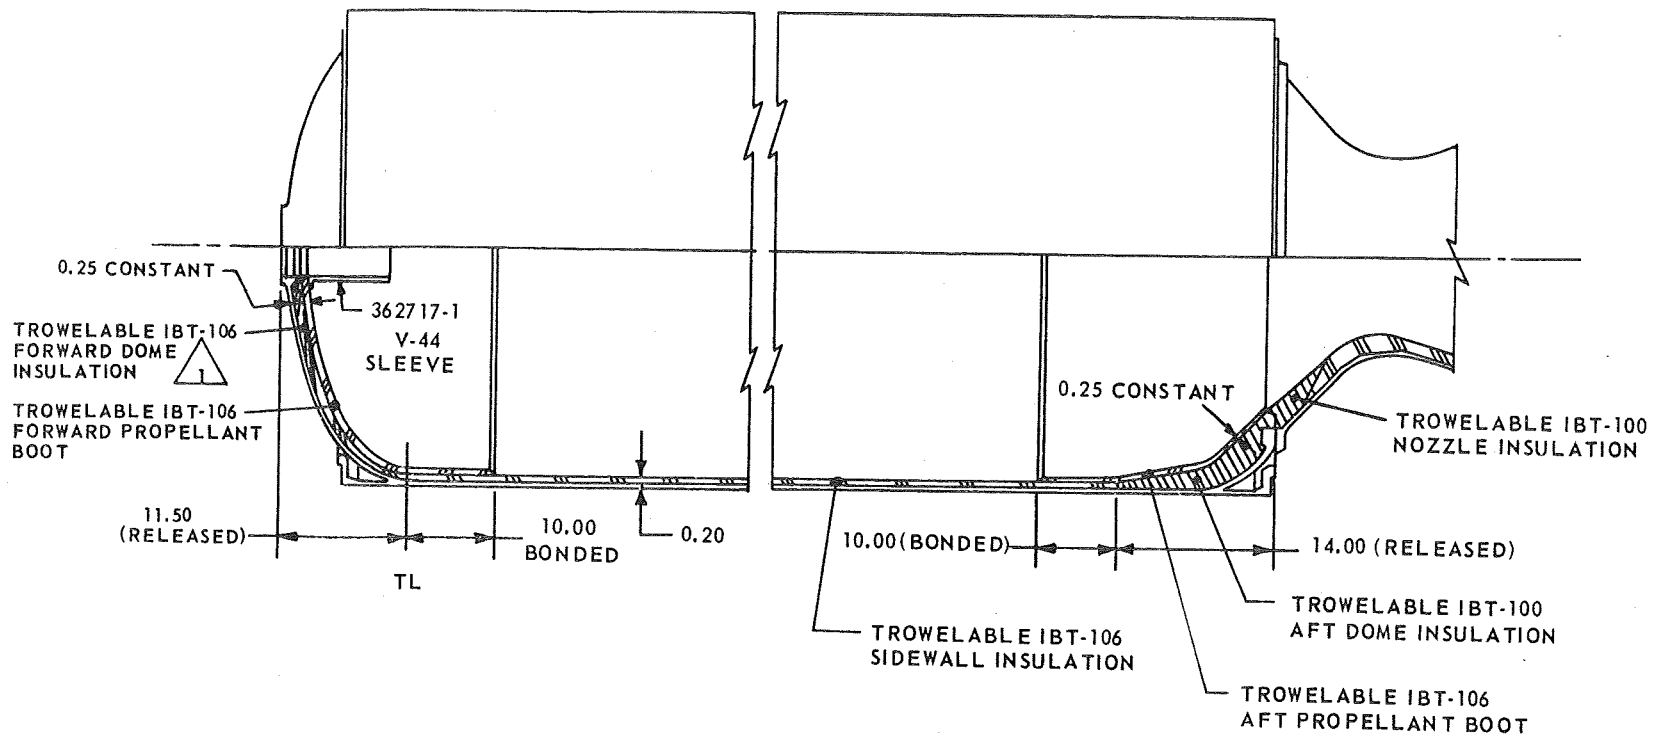 0.25 CONSTANT
362717-1
V-44
SLEEVE
TROWELABLE IBT-106
FORWARD DOME
INSULATION
1
TROWELABLE IBT-106
FORWARD PROPELLANT
BOOT
0.25 CONSTANT
TROWELABLE IBT-100
NOZZLE INSULATION
11.50
(RELEASED)
10.00
BONDED
0.20
TL
10.00 (BONDED)
14.00 (RELEASED)
TROWELABLE IBT-106
SIDEWALL INSULATION
TROWELABLE IBT-100
AFT DOME INSULATION
TROWELABLE IBT-106
AFT PROPELLANT BOOT